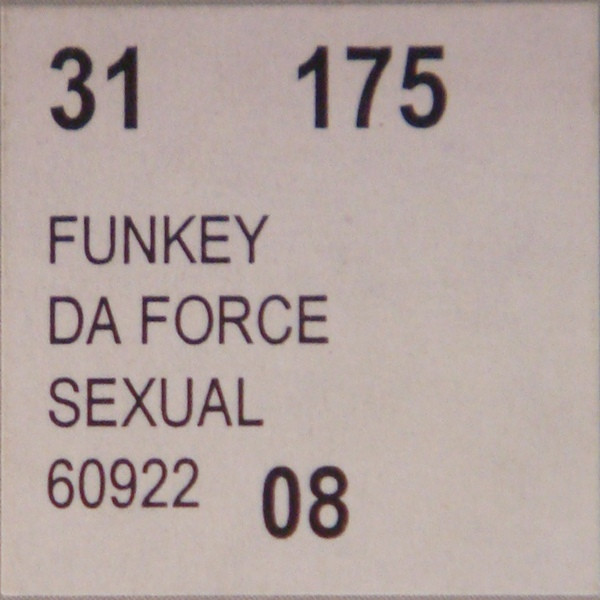 31 175
FUNKEY
DA FORCE
SEXUAL
60922 08